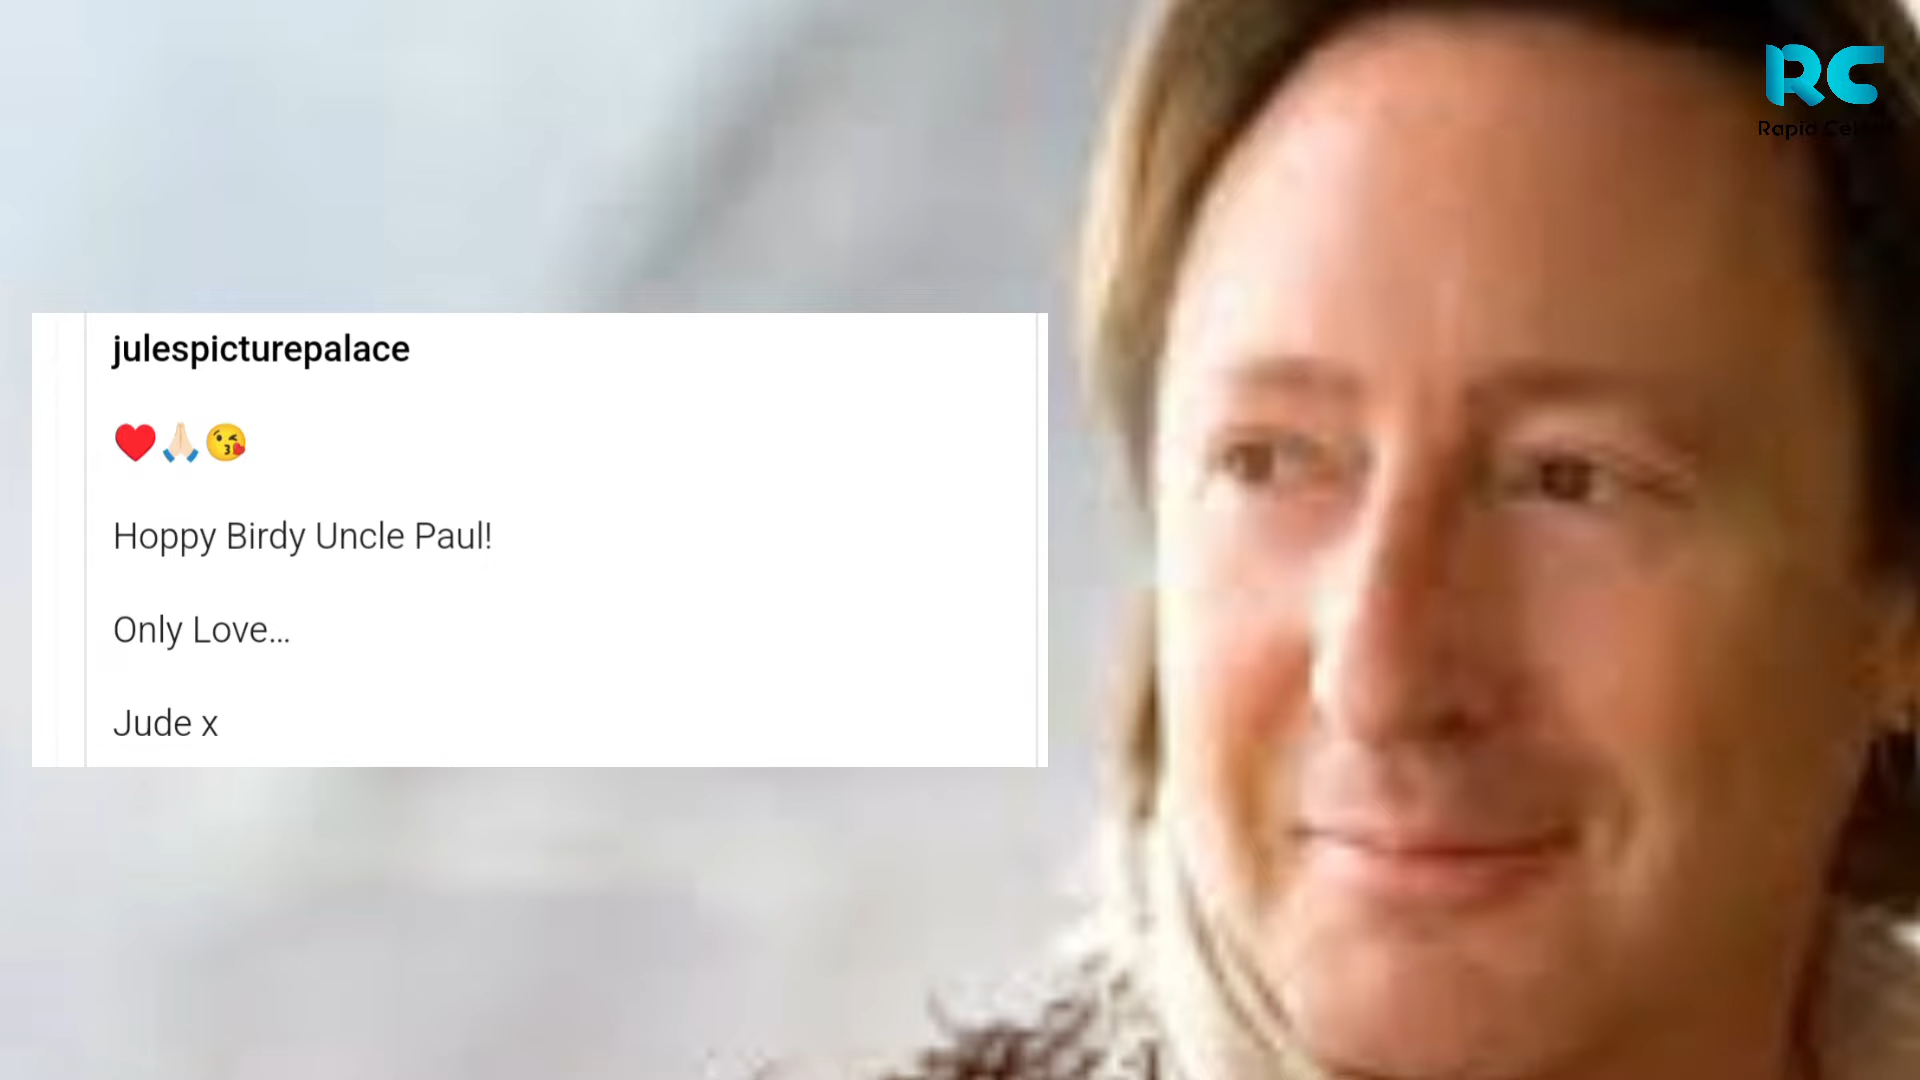 RC
Rapid
julespicturepalace
❤️🙏🏻😘
Hoppy Birdy Uncle Paul!
Only Love...
Jude x